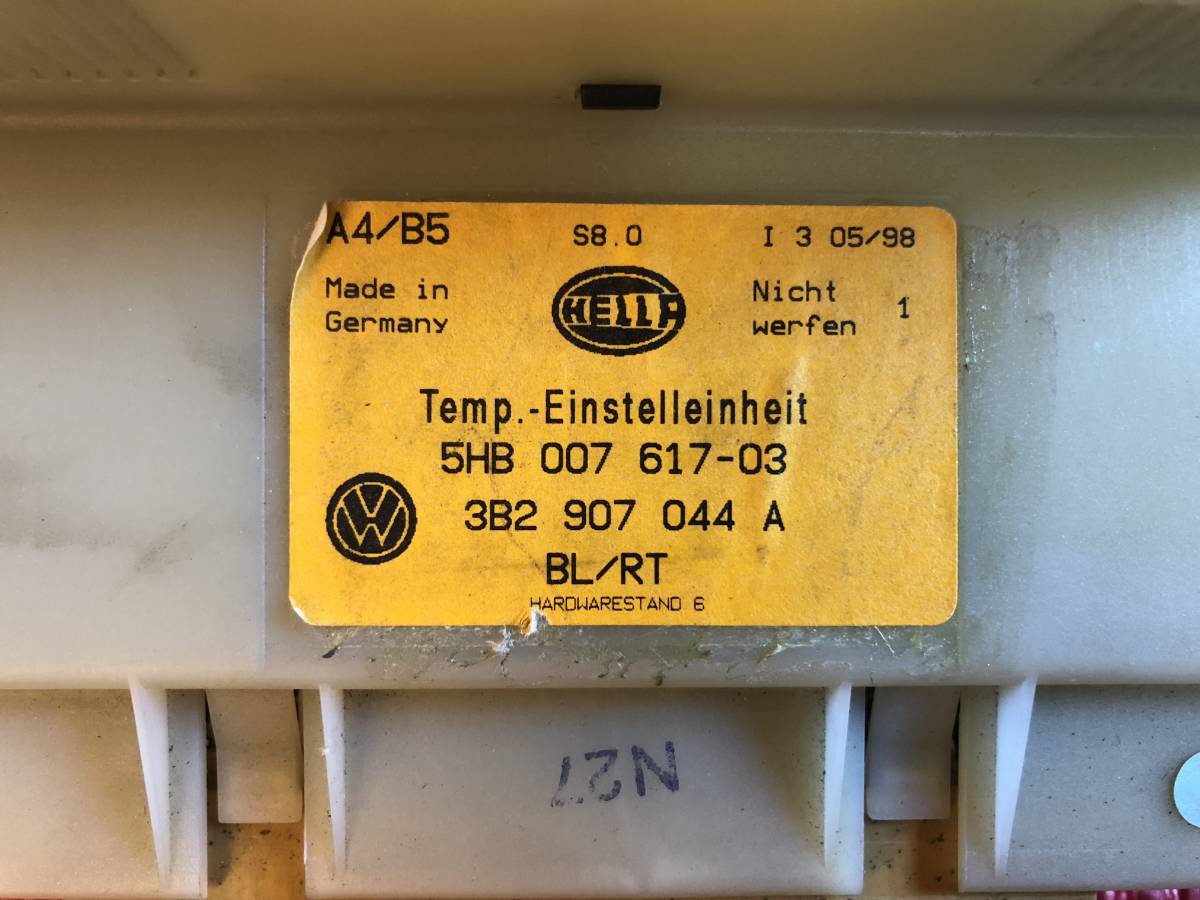 A4/B5 S8.0 I 3 05/98
Made in Germany
HELLA
Nicht werfen 1
Temp.-Einstelleinheit
5HB 007 617-03
3B2 907 044 A
VW
BL/RT
HARDWARESTAND 6
N27